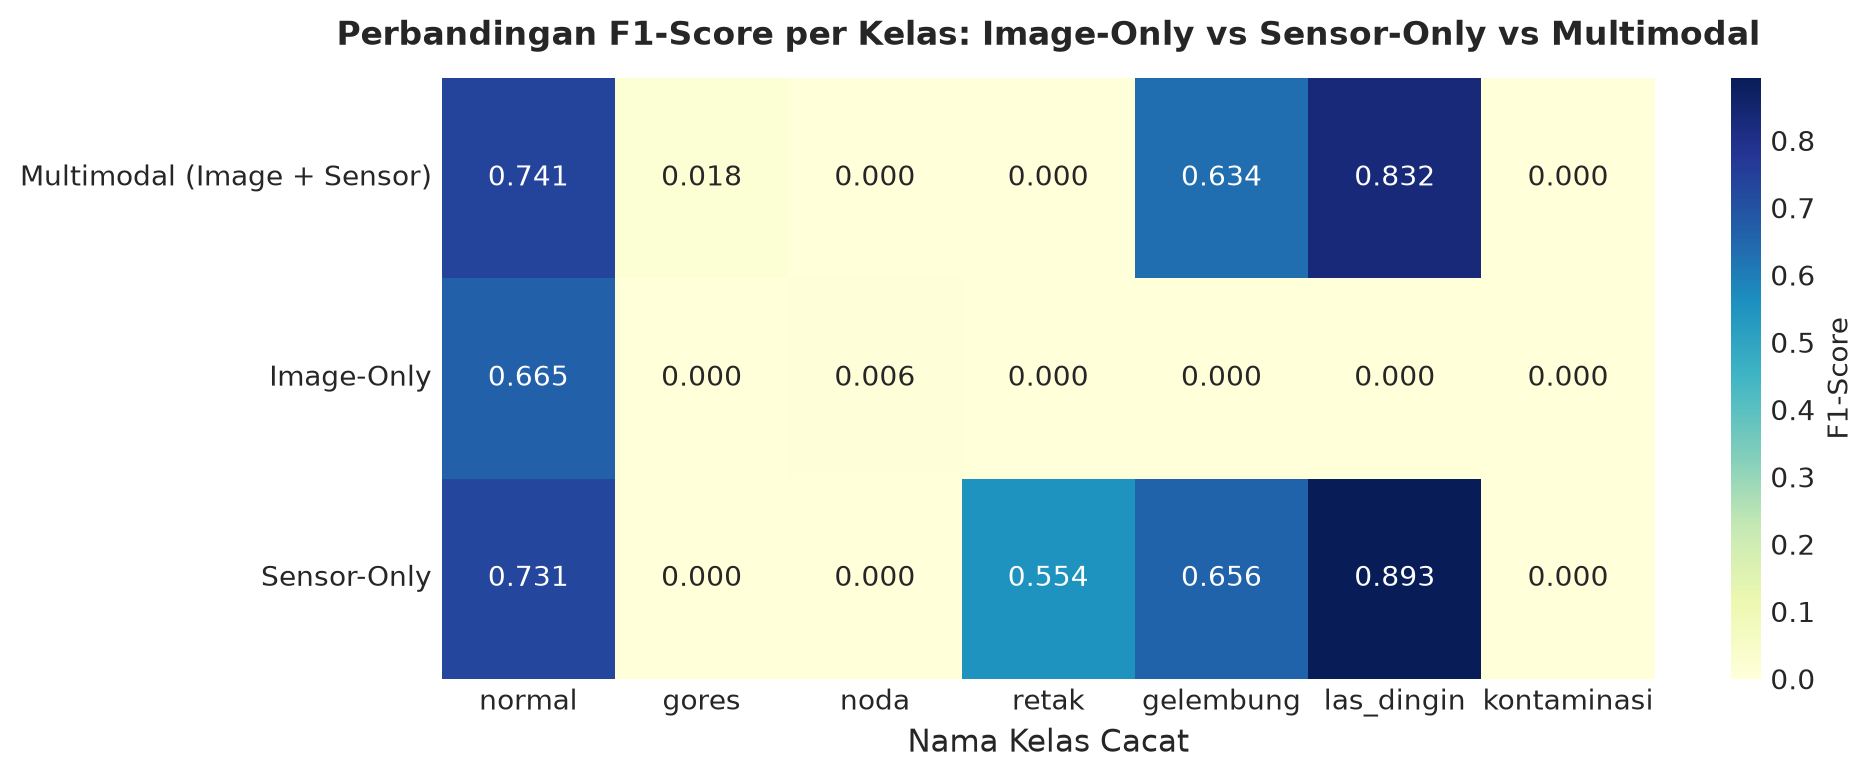 Perbandingan F1-Score per Kelas: Image-Only vs Sensor-Only vs Multimodal
Multimodal (Image + Sensor) 0.741 0.018 0.000 0.000 0.634 0.832 0.000
Image-Only 0.665 0.000 0.006 0.000 0.000 0.000 0.000
Sensor-Only 0.731 0.000 0.000 0.554 0.656 0.893 0.000
normal gores noda retak gelembung las_dingin kontaminasi
Nama Kelas Cacat
0.8
0.7
0.6
0.5
0.4
0.3
0.2
0.1
0.0
F1-Score